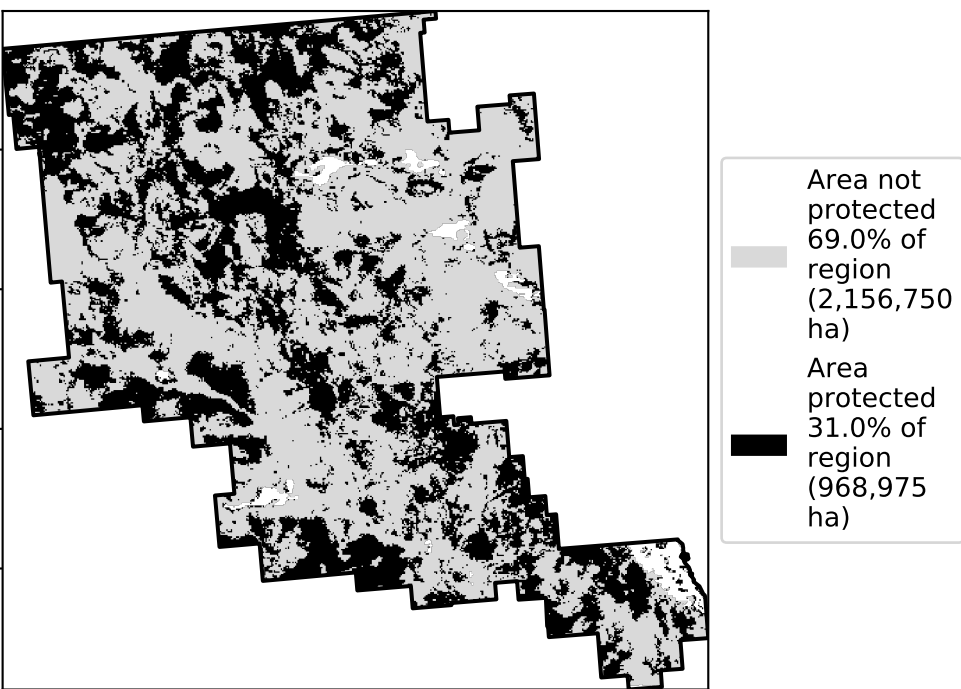 Area not
protected
69.0% of
region
(2,156,750
ha)
Area
protected
31.0% of
region
(968,975
ha)